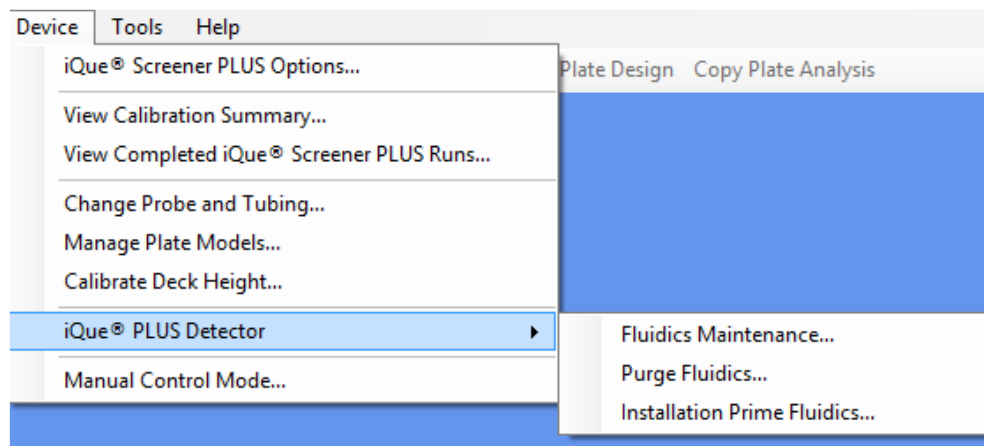 Device Tools Help
iQue® Screener PLUS Options...
Plate Design Copy Plate Analysis
View Calibration Summary...
View Completed iQue® Screener PLUS Runs...
Change Probe and Tubing...
Manage Plate Models...
Calibrate Deck Height...
iQue® PLUS Detector
Fluidics Maintenance...
Purge Fluidics...
Installation Prime Fluidics...
Manual Control Mode...